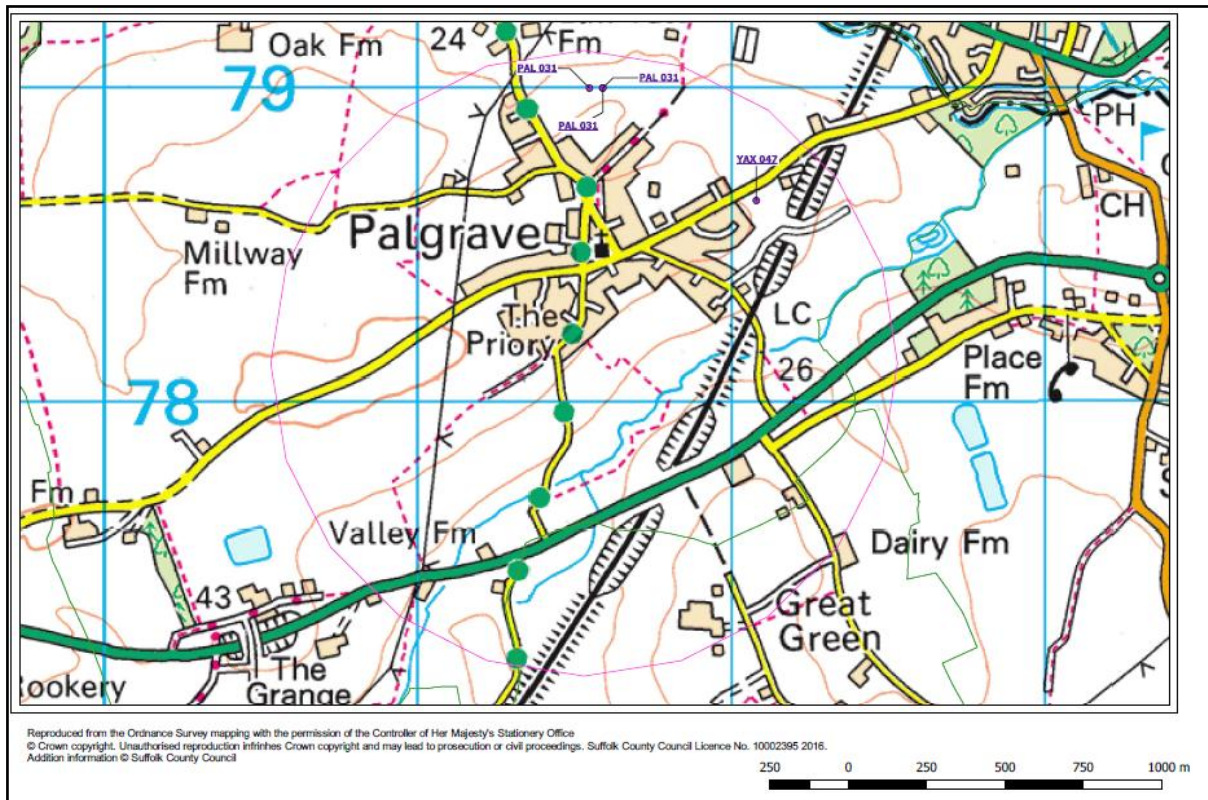 Oak Fm
24
Fm
79
PAL 031
PAL 031
PAL 031
PH
YAX 047
CH
Palgrave
Millway
Fm
The
Priory
LC
26
Place
Fm
78
Fm
Valley Fm
Dairy Fm
43
Great
Green
The
Grange
Rookery
Reproduced from the Ordnance Survey mapping with the permission of the Controller of Her Majesty's Stationery Office
© Crown copyright. Unauthorised reproduction infrinhes Crown copyright and may lead to prosecution or civil proceedings. Suffolk County Council Licence No. 10002395 2016.
Addition information © Suffolk County Council
250 0 250 500 750 1000 m